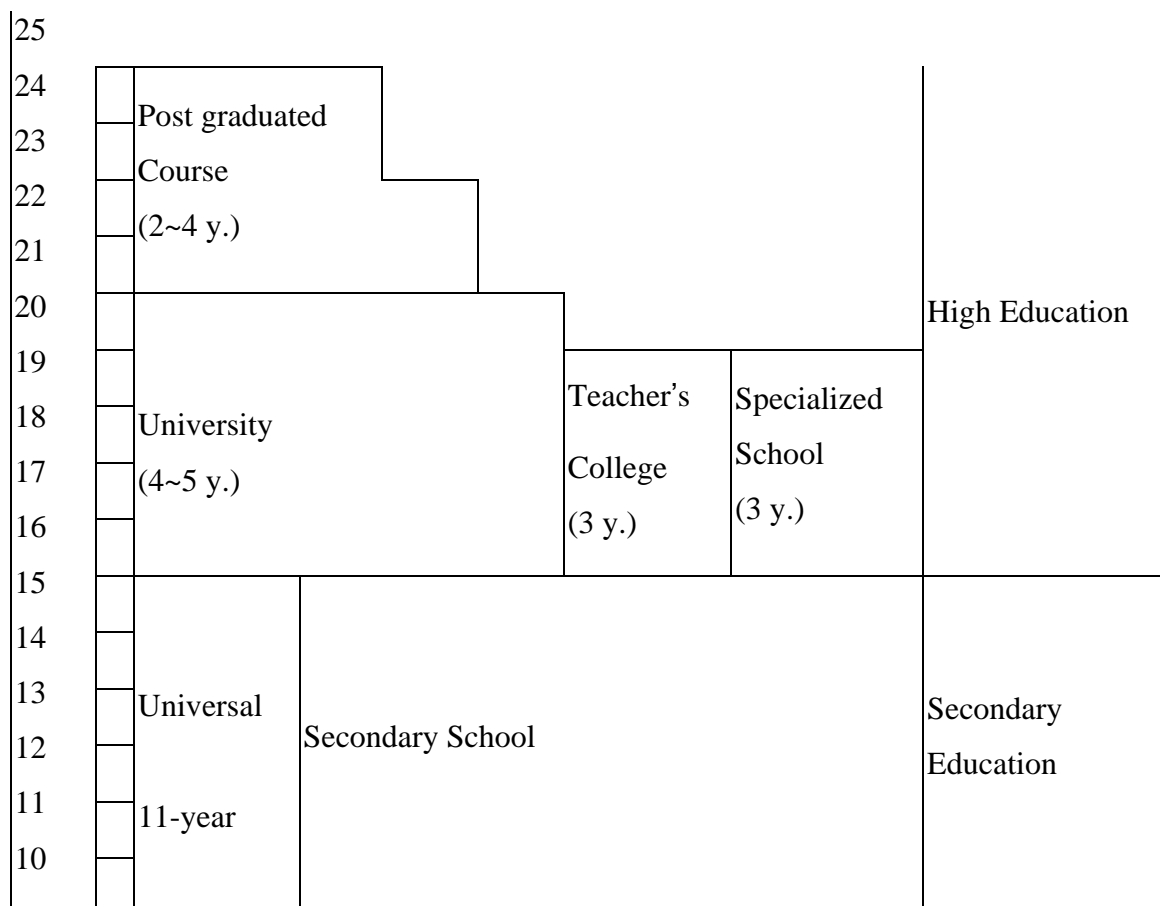 25
24
Post graduated
23
Course
22
(2~4 y.)
21
20
High Education
19
Teacher's
Specialized
18
University
School
17
College
(4~5 y.)
(3 y.)
16
(3 y.)
15
14
13
Universal
Secondary
12
Secondary School
Education
11
11-year
10